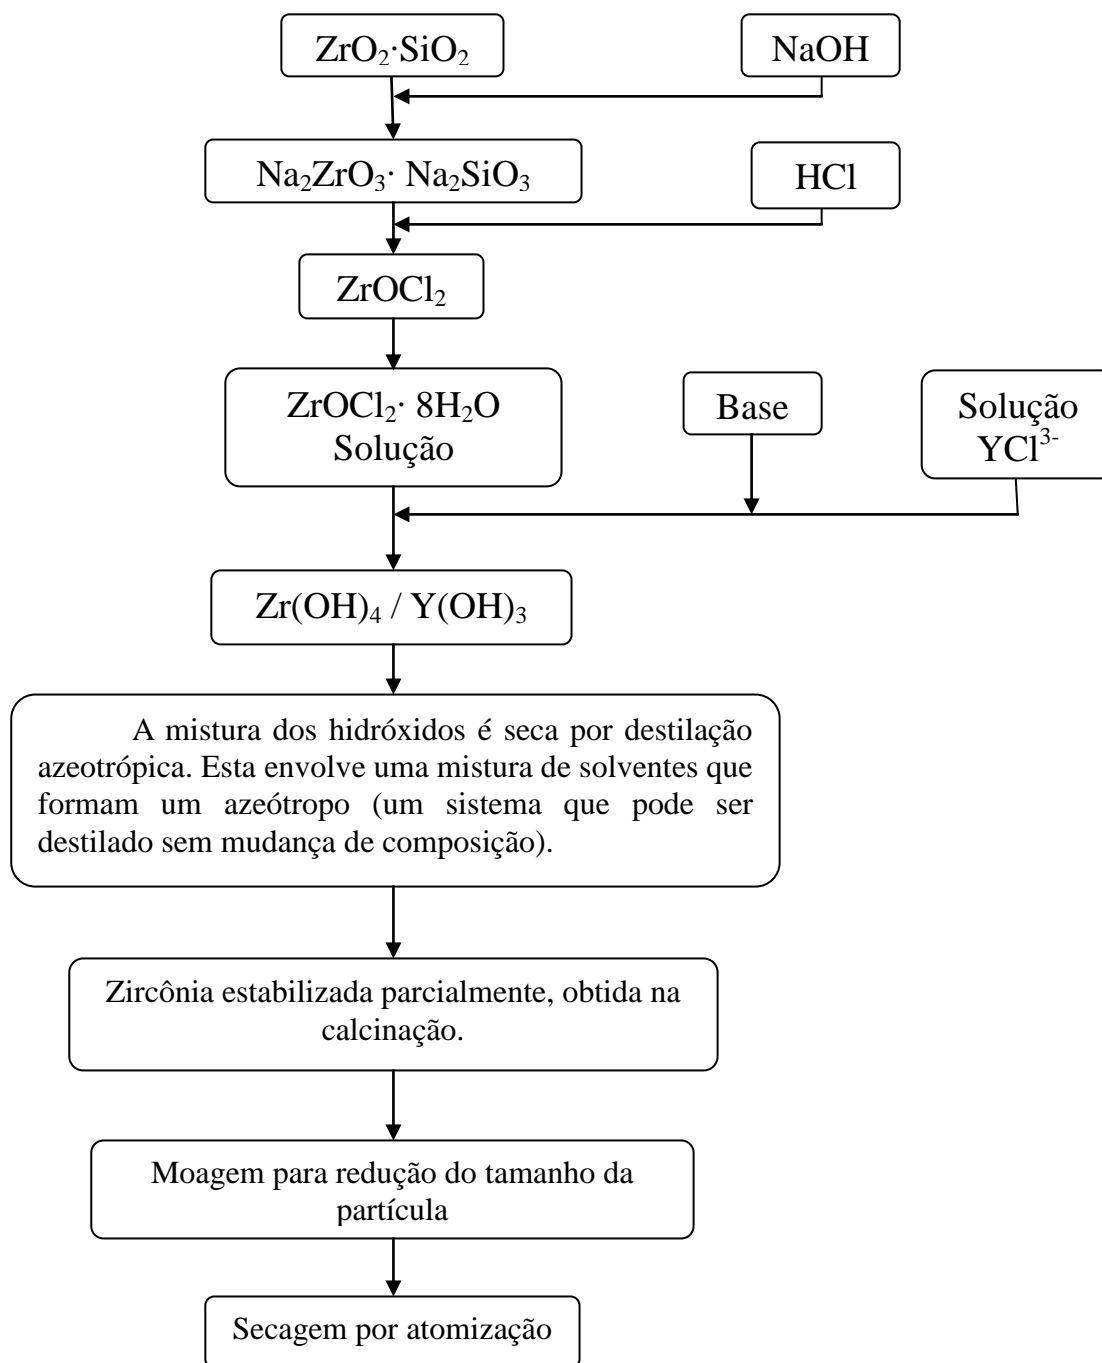 ZrO₂·SiO₂
NaOH
Na₂ZrO₃· Na₂SiO₃
HCl
ZrOCl₂
ZrOCl₂· 8H₂O
Solução
Base
Solução
YCl³⁻
Zr(OH)₄ / Y(OH)₃
A mistura dos hidróxidos é seca por destilação
azeotrópica. Esta envolve uma mistura de solventes que
formam um azeótropo (um sistema que pode ser
destilado sem mudança de composição).
Zircônia estabilizada parcialmente, obtida na
calcinação.
Moagem para redução do tamanho da
partícula
Secagem por atomização